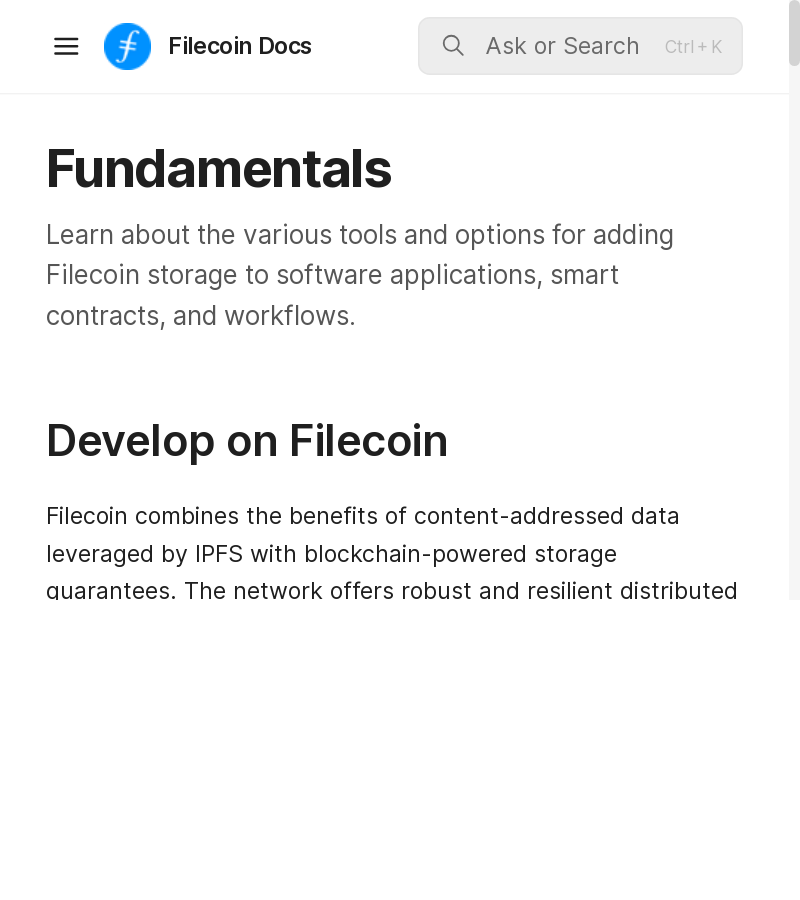 Filecoin Docs
Ask or Search
Ctrl + K
Fundamentals
Learn about the various tools and options for adding
Filecoin storage to software applications, smart
contracts, and workflows.
Develop on Filecoin
Filecoin combines the benefits of content-addressed data
leveraged by IPFS with blockchain-powered storage
guarantees. The network offers robust and resilient distributed